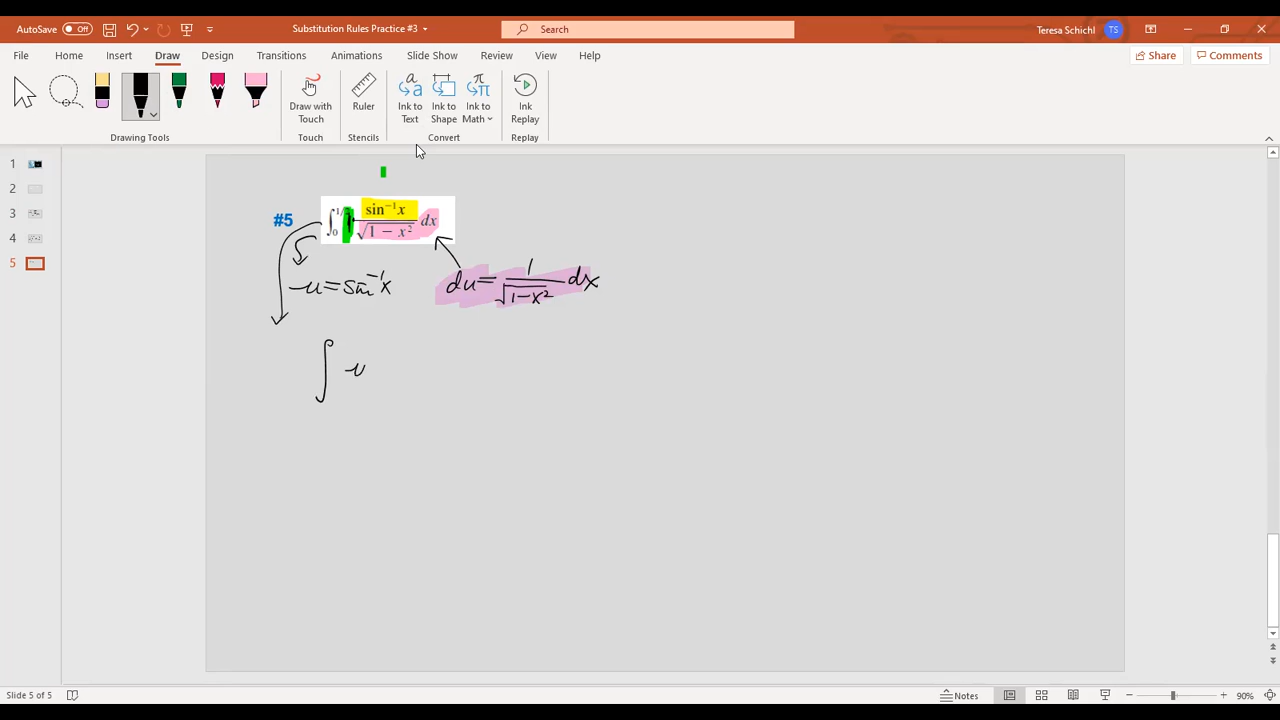 AutoSave Off Substitution Rules Practice #3 Search Teresa Schichl TS
File Home Insert Draw Design Transitions Animations Slide Show Review View Help Share Comments
Draw with Touch Ruler Ink to Text Ink to Shape Ink to Math Ink Replay
Drawing Tools Touch Stencils Convert Replay
1
2
3
4
5
#5 ∫₀^1/ sin⁻¹x / √(1 − x²) dx
u = sin⁻¹x du = 1/√(1−x²) dx
∫ u
Slide 5 of 5 Notes 90%